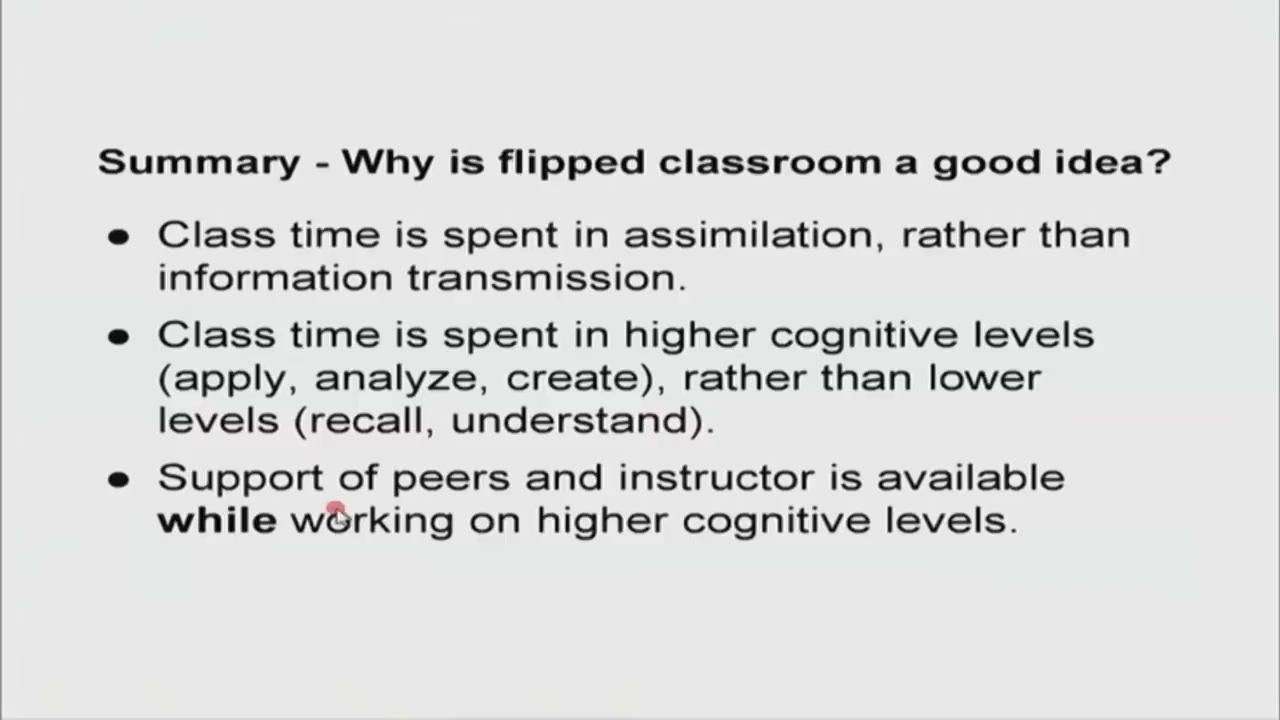 Summary - Why is flipped classroom a good idea?
● Class time is spent in assimilation, rather than
information transmission.
● Class time is spent in higher cognitive levels
(apply, analyze, create), rather than lower
levels (recall, understand).
● Support of peers and instructor is available
while working on higher cognitive levels.